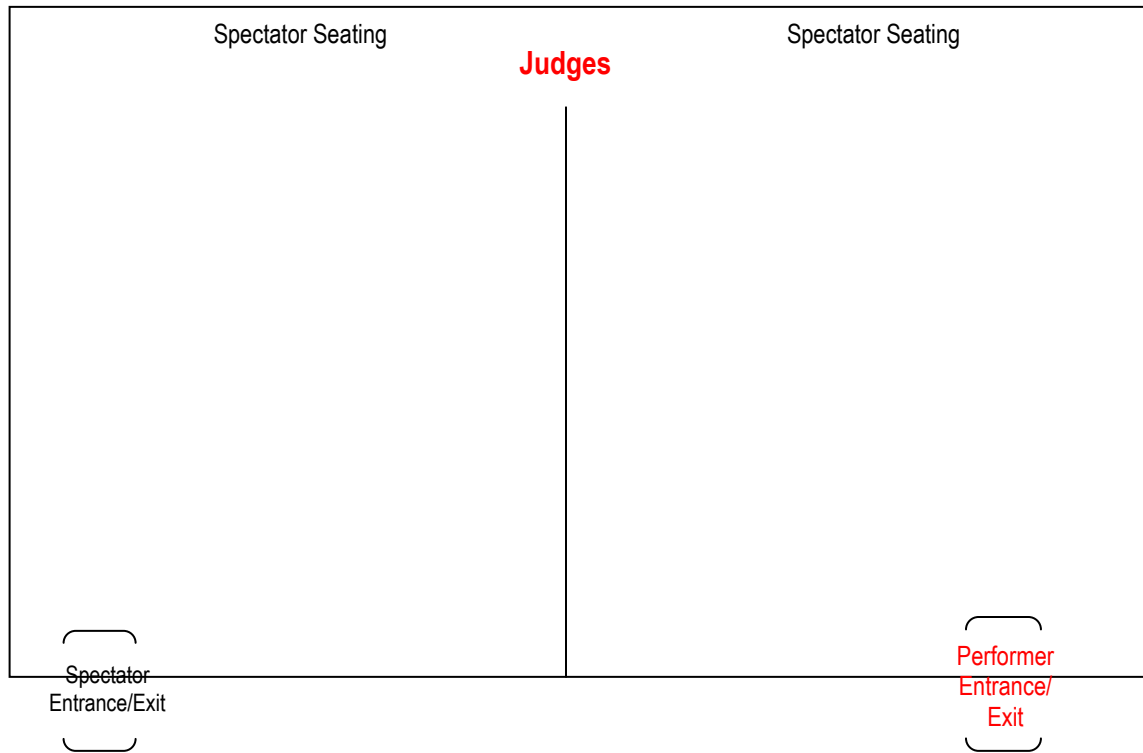 Spectator Seating
Spectator Seating
Judges
Spectator
Entrance/Exit
Performer
Entrance/
Exit